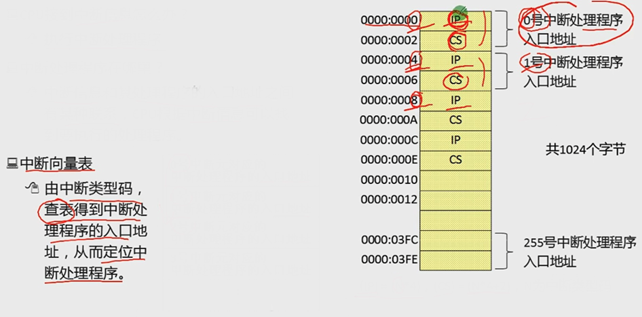 中断向量表
由中断类型码，
查表得到中断处
理程序的入口地
址，从而定位中
断处理程序。
0000:0000 IP
0000:0002 CS
0号中断处理程序
入口地址
0000:0004 IP
0000:0006 CS
1号中断处理程序
入口地址
0000:0008 IP
0000:000A CS
0000:000C IP
0000:000E CS
0000:0010
0000:0012
共1024个字节
0000:03FC
0000:03FE
255号中断处理程序
入口地址